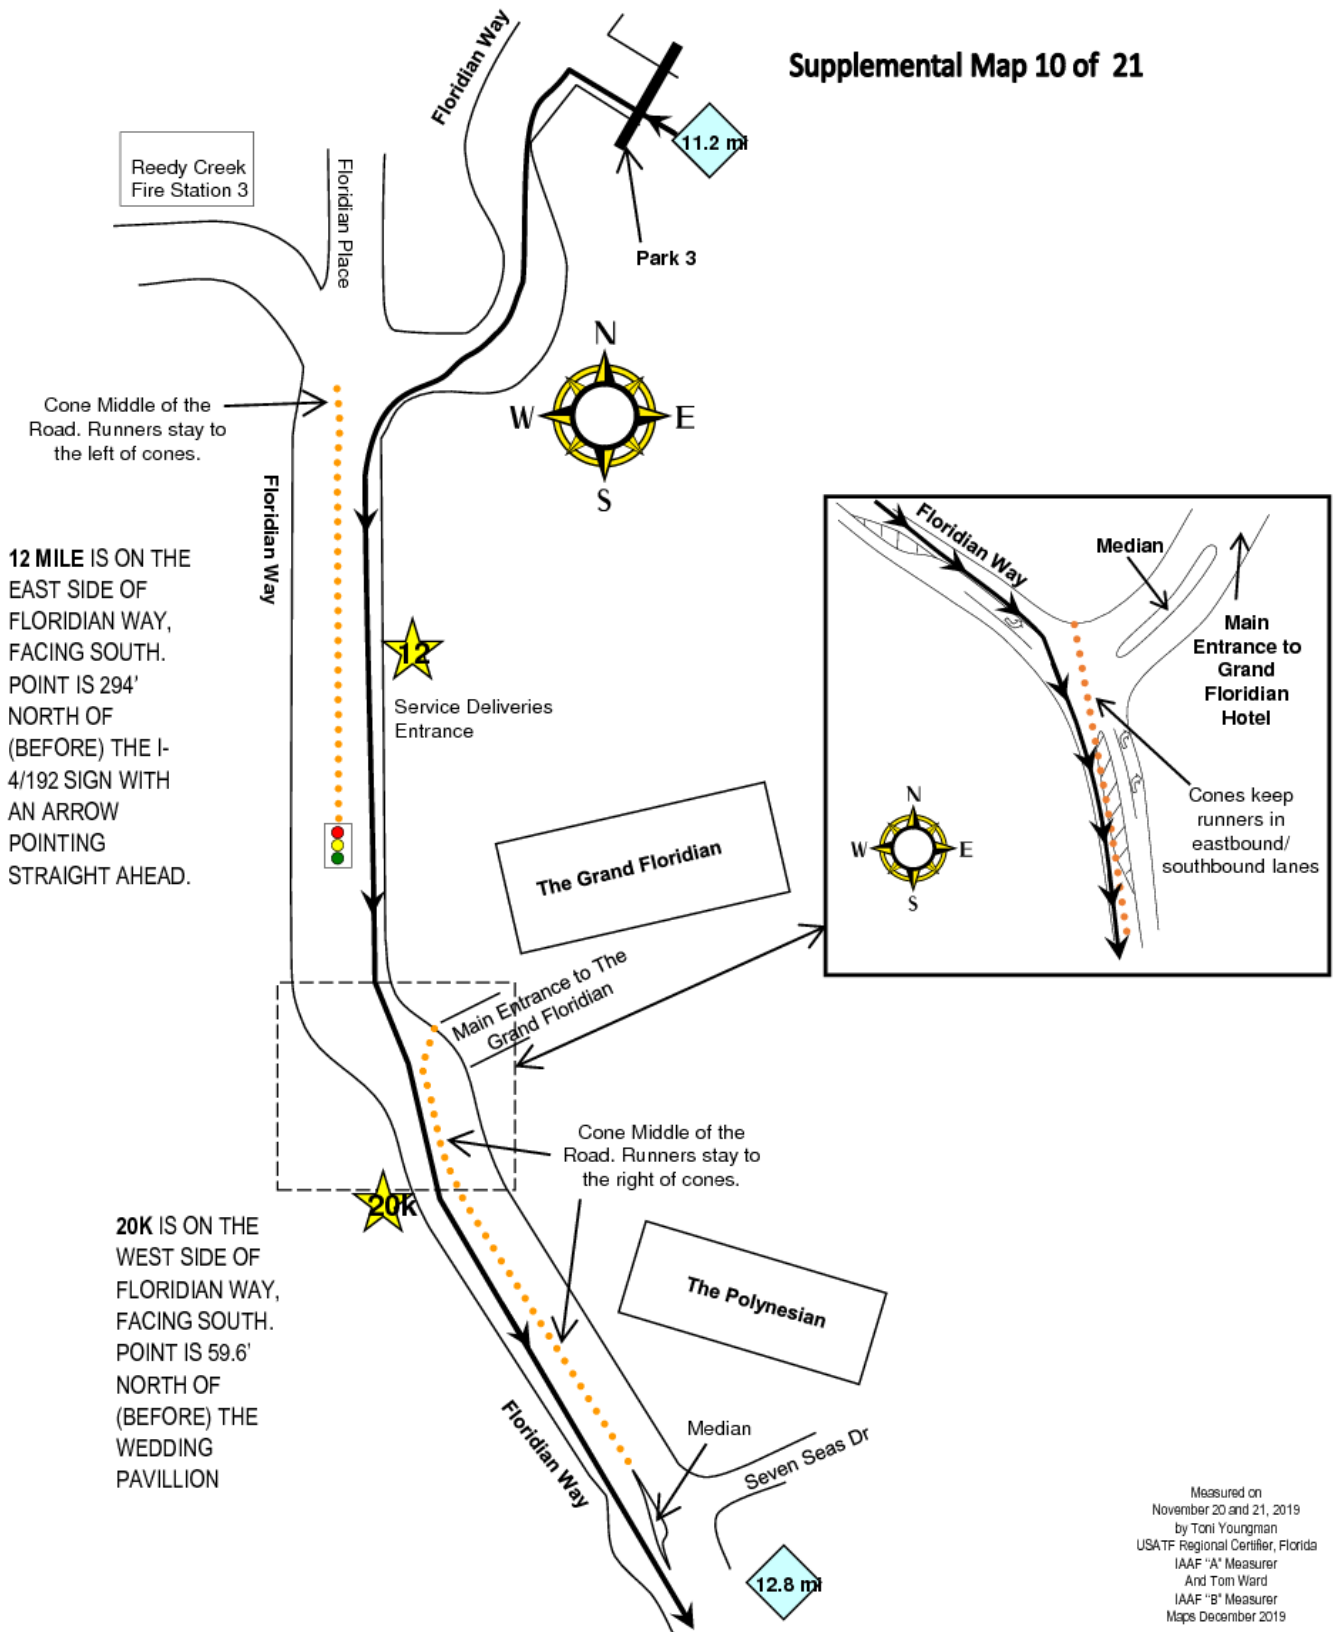 Supplemental Map 10 of 21
Floridian Way
11.2 mi
Reedy Creek
Fire Station 3
Floridian Place
Park 3
N
W
E
S
Cone Middle of the
Road. Runners stay to
the left of cones.
Floridian Way
12 MILE IS ON THE
EAST SIDE OF
FLORIDIAN WAY,
FACING SOUTH.
POINT IS 294'
NORTH OF
(BEFORE) THE I-
4/192 SIGN WITH
AN ARROW
POINTING
STRAIGHT AHEAD.
12
Service Deliveries
Entrance
Floridian Way
Median
Main
Entrance to
Grand
Floridian
Hotel
Cones keep
runners in
eastbound/
southbound lanes
N
W
E
S
The Grand Floridian
Main Entrance to The
Grand Floridian
Cone Middle of the
Road. Runners stay to
the right of cones.
20k
20K IS ON THE
WEST SIDE OF
FLORIDIAN WAY,
FACING SOUTH.
POINT IS 59.6'
NORTH OF
(BEFORE) THE
WEDDING
PAVILLION
The Polynesian
Floridian Way
Median
Seven Seas Dr
12.8 mi
Measured on
November 20 and 21, 2019
by Toni Youngman
USATF Regional Certifier, Florida
IAAF "A" Measurer
And Tom Ward
IAAF "B" Measurer
Maps December 2019